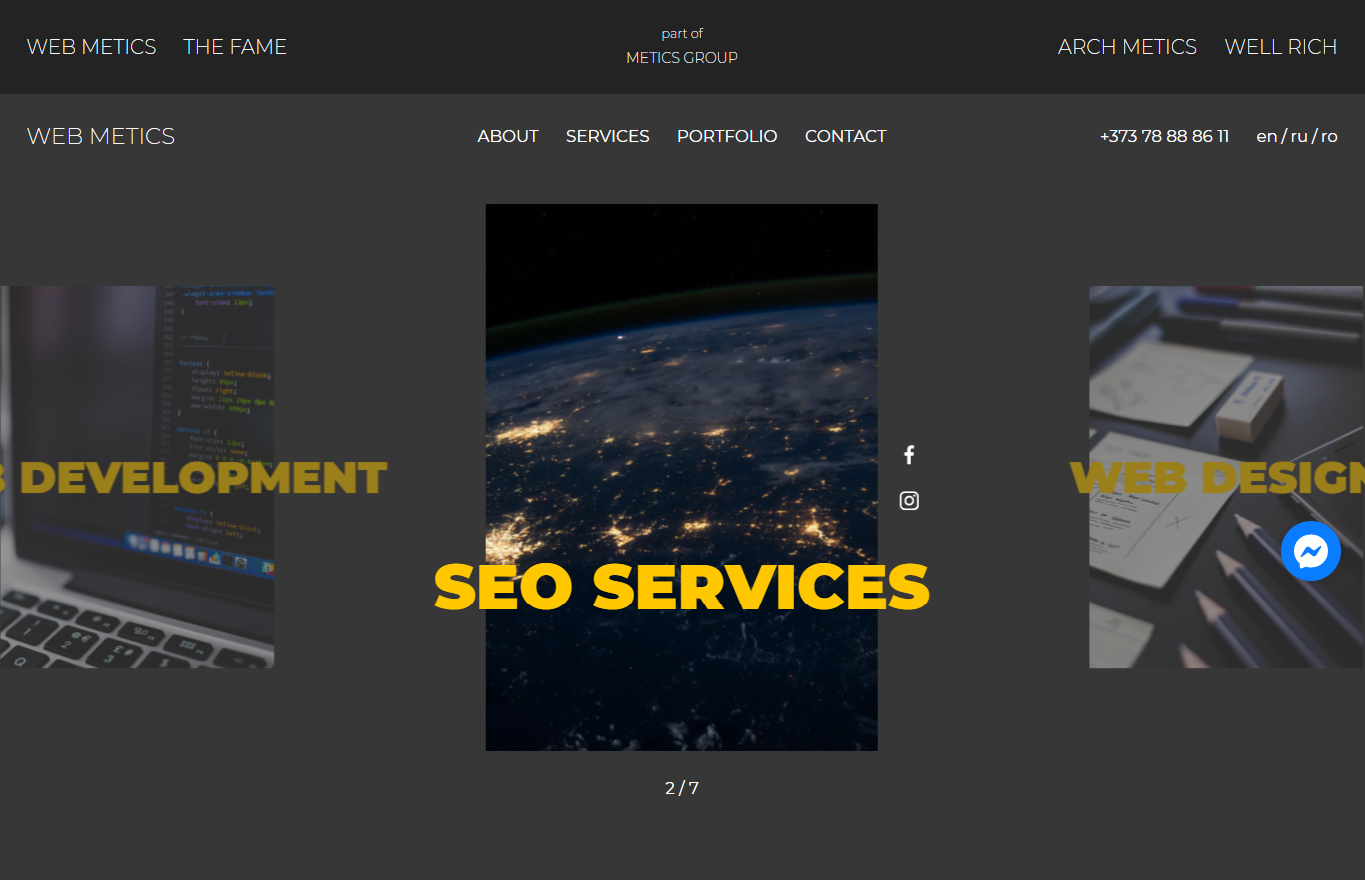 WEB METICS THE FAME
part of
METICS GROUP
ARCH METICS WELL RICH
WEB METICS
ABOUT SERVICES PORTFOLIO CONTACT
+373 78 88 86 11 en / ru / ro
DEVELOPMENT
SEO SERVICES
WEB DESIGN
2 / 7